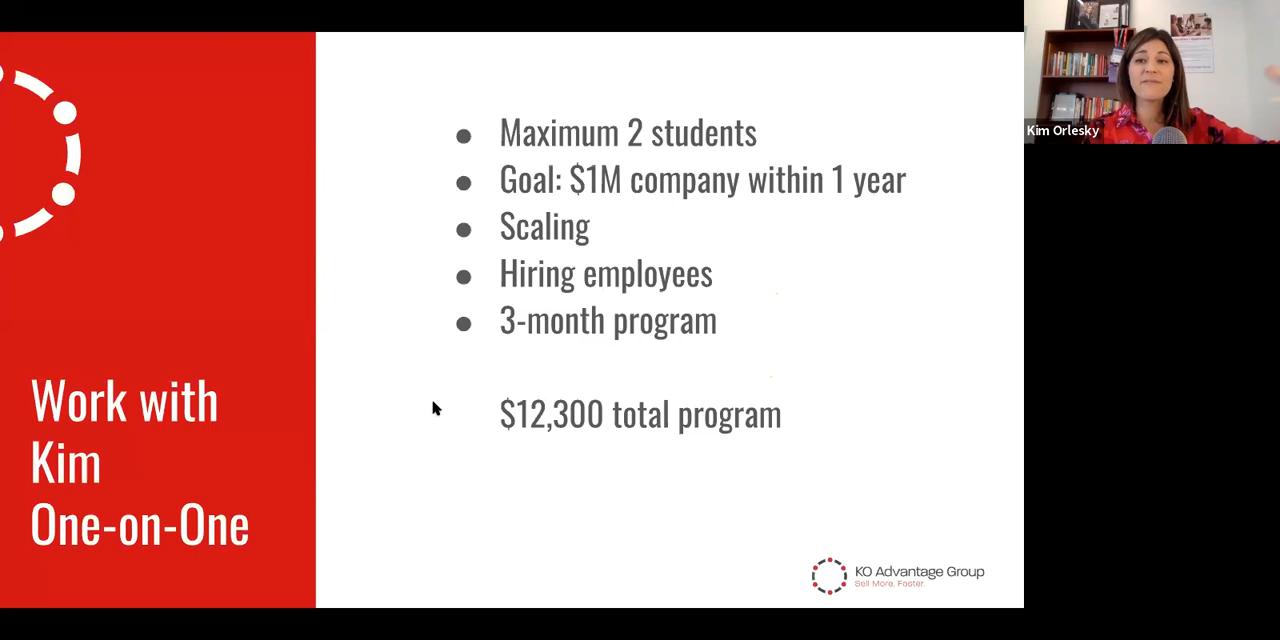 Maximum 2 students
Goal: $1M company within 1 year
Scaling
Hiring employees
3-month program
$12,300 total program
Work with
Kim
One-on-One
KO Advantage Group
Sell More. Faster.
Kim Orlesky